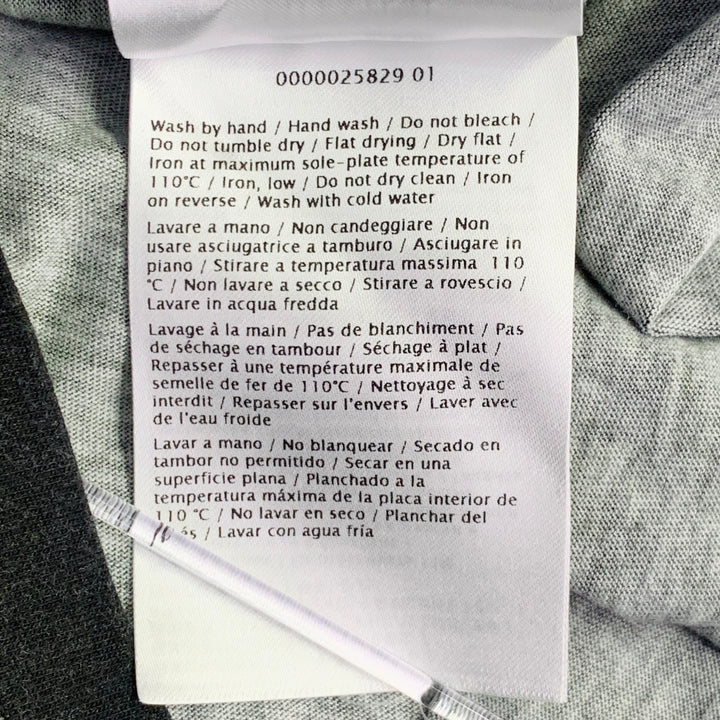 0000025829 01
Wash by hand / Hand wash / Do not bleach /
Do not tumble dry / Flat drying / Dry flat /
Iron at maximum sole-plate temperature of
110°C / Iron, low / Do not dry clean / Iron
on reverse / Wash with cold water
Lavare a mano / Non candeggiare / Non
usare asciugatrice a tamburo / Asciugare in
piano / Stirare a temperatura massima 110
°C / Non lavare a secco / Stirare a rovescio /
Lavare in acqua fredda
Lavage à la main / Pas de blanchiment / Pas
de séchage en tambour / Séchage à plat /
Repasser à une température maximale de
semelle de fer de 110°C / Nettoyage à sec
interdit / Repasser sur l'envers / Laver avec
de l'eau froide
Lavar a mano / No blanquear / Secado en
tambor no permitido / Secar en una
superficie plana / Planchado a la
temperatura máxima de la placa interior de
110 °C / No lavar en seco / Planchar del
/ Lavar con agua fría